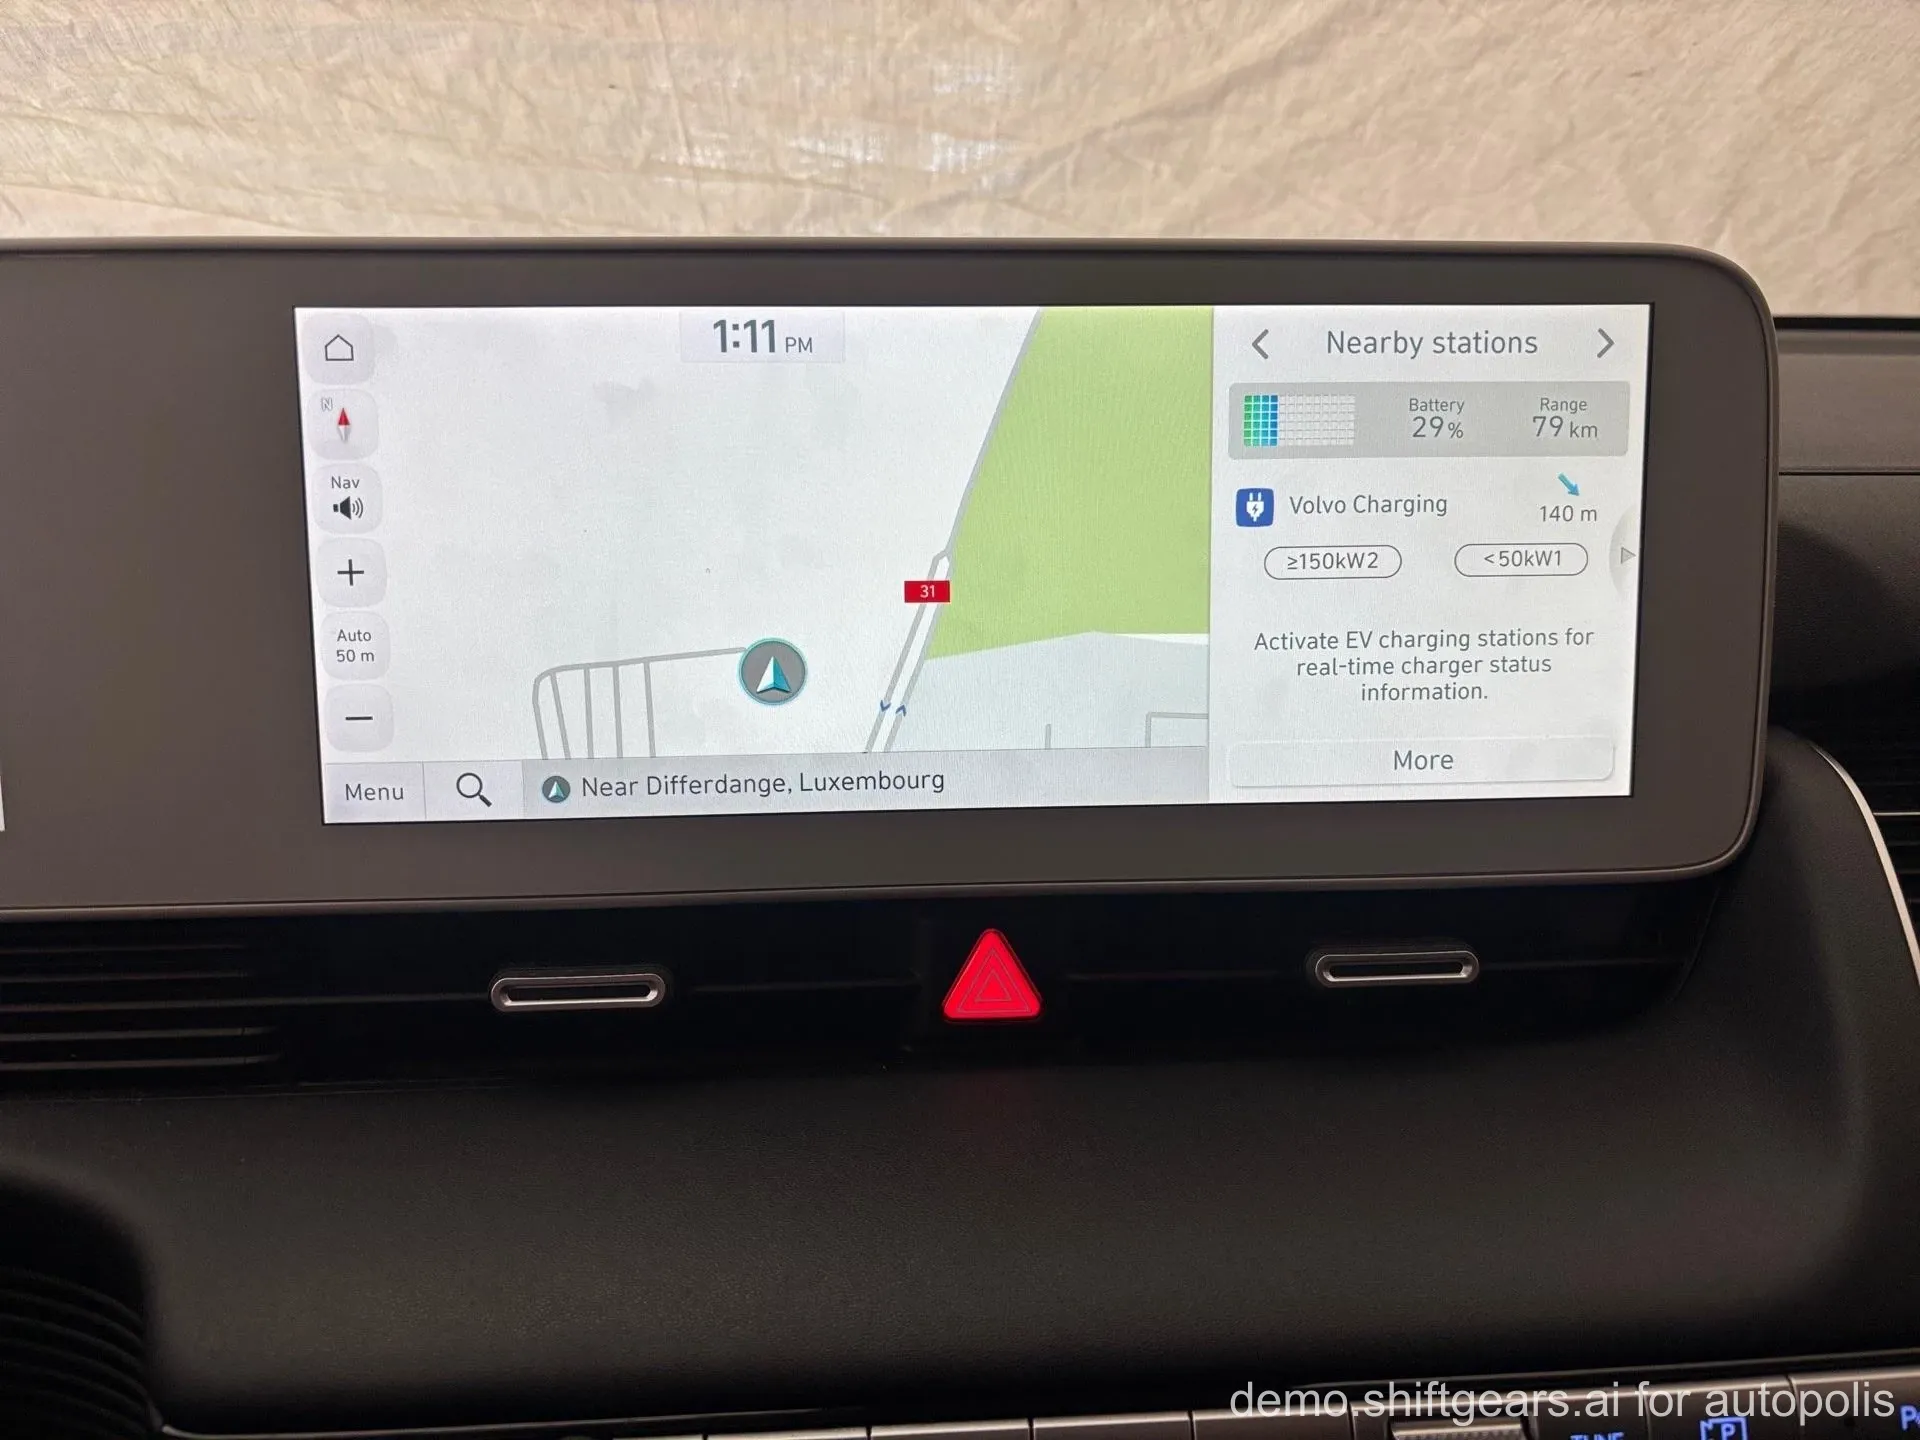 1:11 PM
N
Nav
Auto
50 m
31
Menu
Near Differdange, Luxembourg
Nearby stations
Battery
29%
Range
79 km
Volvo Charging
140 m
≥150kW2
<50kW1
Activate EV charging stations for
real-time charger status
information.
More
demo.shiftgears.ai for autopolis
TUNE
P